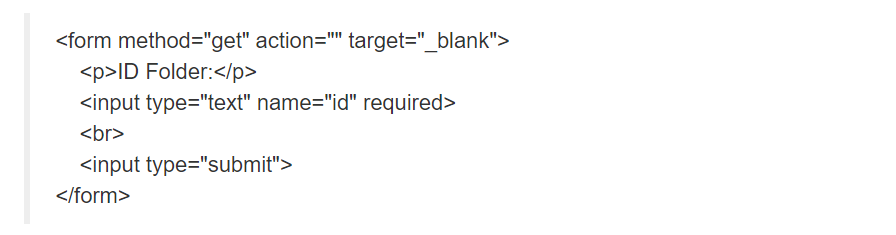 <form method="get" action="" target="_blank">
<p>ID Folder:</p>
<input type="text" name="id" required>
<br>
<input type="submit">
</form>